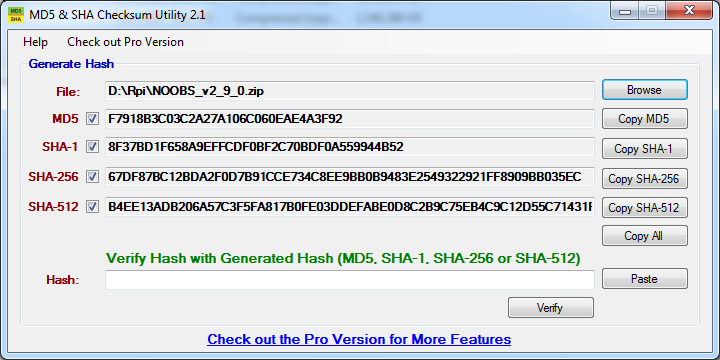 MD5 & SHA Checksum Utility 2.1
Help Check out Pro Version
Generate Hash
File: D:\Rpi\NOOBS_v2_9_0.zip Browse
MD5 F7918B3C03C2A27A106C060EAE4A3F92 Copy MD5
SHA-1 8F37BD1F658A9EFFCDF0BF2C70BDF0A559944B52 Copy SHA-1
SHA-256 67DF87BC12BDA2F0D7B91CCE734C8EE9BB0B9483E2549322921FF8909BB035EC Copy SHA-256
SHA-512 B4EE13ADB206A57C3F5FA817B0FE03DDEFABE0D8C2B9C75EB4C9C12D55C71431F Copy SHA-512
Copy All
Verify Hash with Generated Hash (MD5, SHA-1, SHA-256 or SHA-512)
Hash: Paste
Verify
Check out the Pro Version for More Features